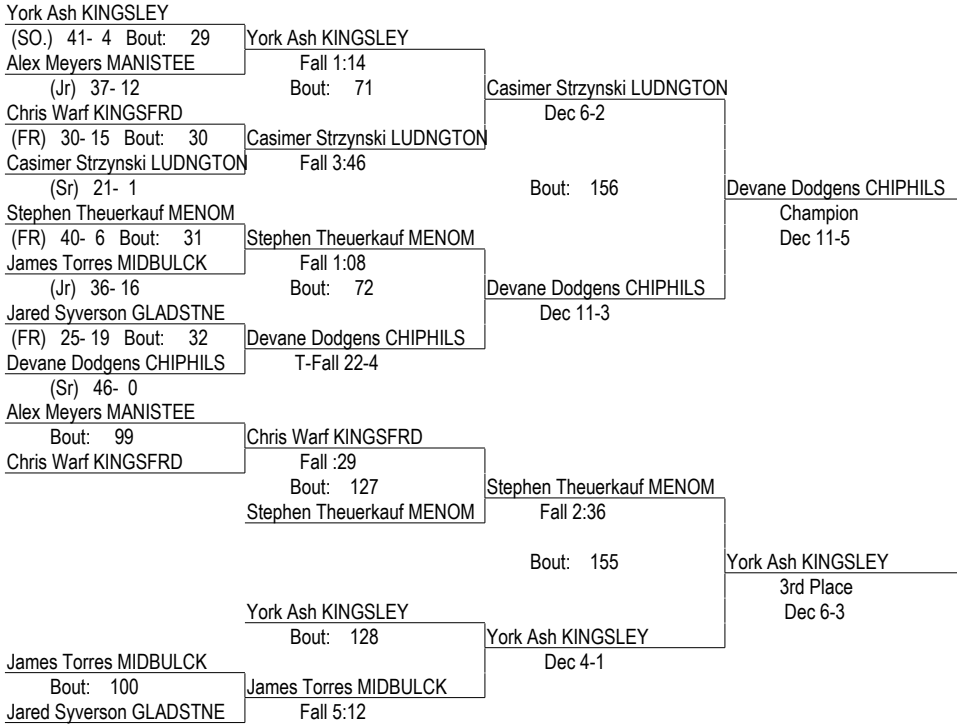 York Ash KINGSLEY
(SO.) 41- 4 Bout: 29 York Ash KINGSLEY
Alex Meyers MANISTEE Fall 1:14
(Jr) 37- 12 Bout: 71 Casimer Strzynski LUDNGTON
Chris Warf KINGSFRD Dec 6-2
(FR) 30- 15 Bout: 30 Casimer Strzynski LUDNGTON
Casimer Strzynski LUDNGTON Fall 3:46
(Sr) 21- 1 Bout: 156 Devane Dodgens CHIPHILS
Stephen Theuerkauf MENOM Champion
(FR) 40- 6 Bout: 31 Stephen Theuerkauf MENOM Dec 11-5
James Torres MIDBULCK Fall 1:08
(Jr) 36- 16 Bout: 72 Devane Dodgens CHIPHILS
Jared Syverson GLADSTNE Dec 11-3
(FR) 25- 19 Bout: 32 Devane Dodgens CHIPHILS
Devane Dodgens CHIPHILS T-Fall 22-4
(Sr) 46- 0
Alex Meyers MANISTEE
Bout: 99 Chris Warf KINGSFRD
Chris Warf KINGSFRD Fall :29
Bout: 127 Stephen Theuerkauf MENOM
Stephen Theuerkauf MENOM Fall 2:36
Bout: 155 York Ash KINGSLEY
3rd Place
York Ash KINGSLEY Dec 6-3
Bout: 128 York Ash KINGSLEY
James Torres MIDBULCK Dec 4-1
Bout: 100 James Torres MIDBULCK
Jared Syverson GLADSTNE Fall 5:12